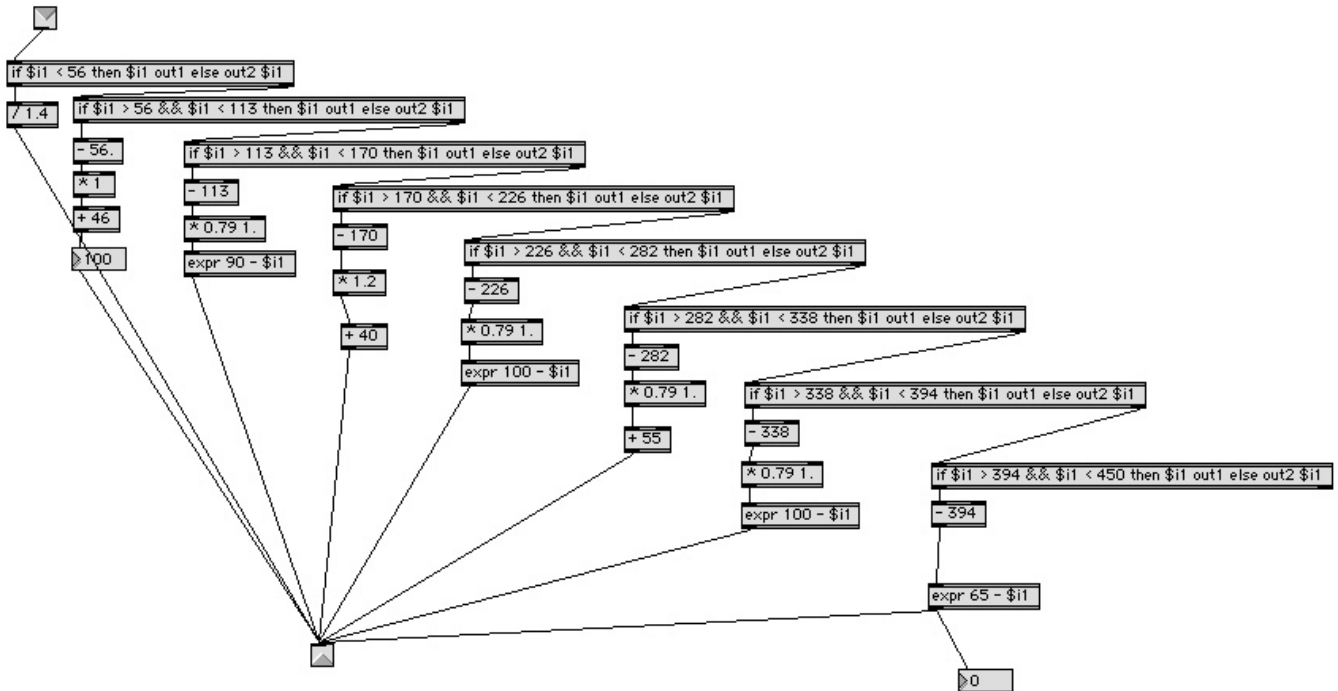 if $i1 < 56 then $i1 out1 else out2 $i1
/ 1.4
if $i1 > 56 && $i1 < 113 then $i1 out1 else out2 $i1
- 56.
* 1
+ 46
100
if $i1 > 113 && $i1 < 170 then $i1 out1 else out2 $i1
- 113
* 0.79 1.
expr 90 - $i1
if $i1 > 170 && $i1 < 226 then $i1 out1 else out2 $i1
- 170
* 1.2
+ 40
if $i1 > 226 && $i1 < 282 then $i1 out1 else out2 $i1
- 226
* 0.79 1.
expr 100 - $i1
if $i1 > 282 && $i1 < 338 then $i1 out1 else out2 $i1
- 282
* 0.79 1.
+ 55
if $i1 > 338 && $i1 < 394 then $i1 out1 else out2 $i1
- 338
* 0.79 1.
expr 100 - $i1
if $i1 > 394 && $i1 < 450 then $i1 out1 else out2 $i1
- 394
expr 65 - $i1
0